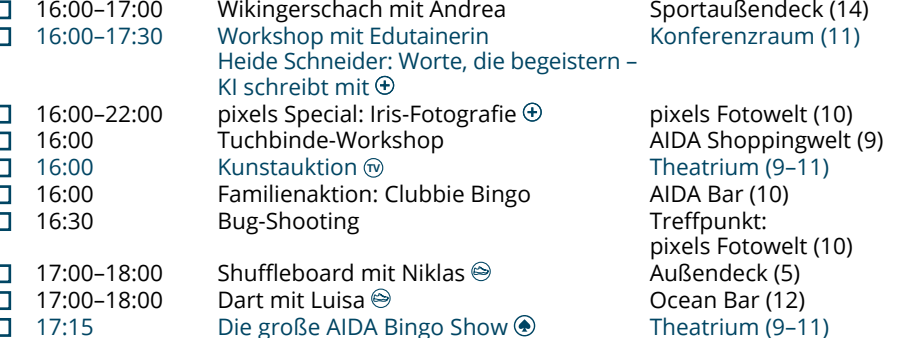 16:00–17:00 Wikingerschach mit Andrea Sportaußendeck (14)
16:00–17:30 Workshop mit Edutainerin Konferenzraum (11)
Heide Schneider: Worte, die begeistern –
KI schreibt mit ⊕
16:00–22:00 pixels Special: Iris-Fotografie ⊕ pixels Fotowelt (10)
16:00 Tuchbinde-Workshop AIDA Shoppingwelt (9)
16:00 Kunstauktion TV Theatrium (9–11)
16:00 Familienaktion: Clubbie Bingo AIDA Bar (10)
16:30 Bug-Shooting Treffpunkt:
pixels Fotowelt (10)
17:00–18:00 Shuffleboard mit Niklas Außendeck (5)
17:00–18:00 Dart mit Luisa Ocean Bar (12)
17:15 Die große AIDA Bingo Show Theatrium (9–11)